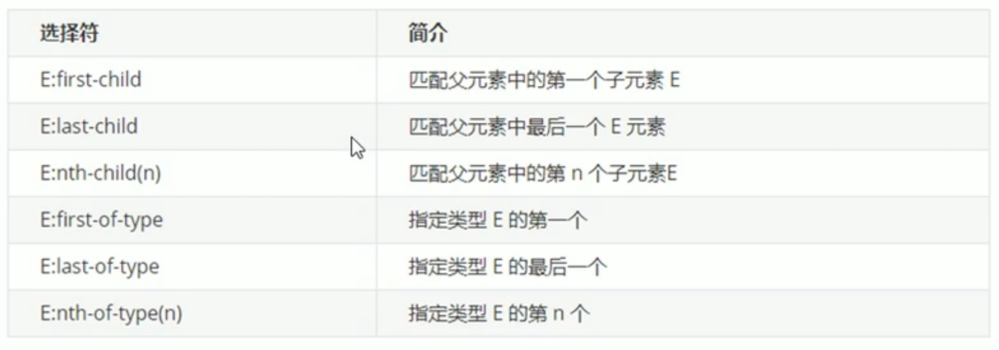 选择符 简介
E:first-child 匹配父元素中的第一个子元素 E
E:last-child 匹配父元素中最后一个 E 元素
E:nth-child(n) 匹配父元素中的第 n 个子元素E
E:first-of-type 指定类型 E 的第一个
E:last-of-type 指定类型 E 的最后一个
E:nth-of-type(n) 指定类型 E 的第 n 个